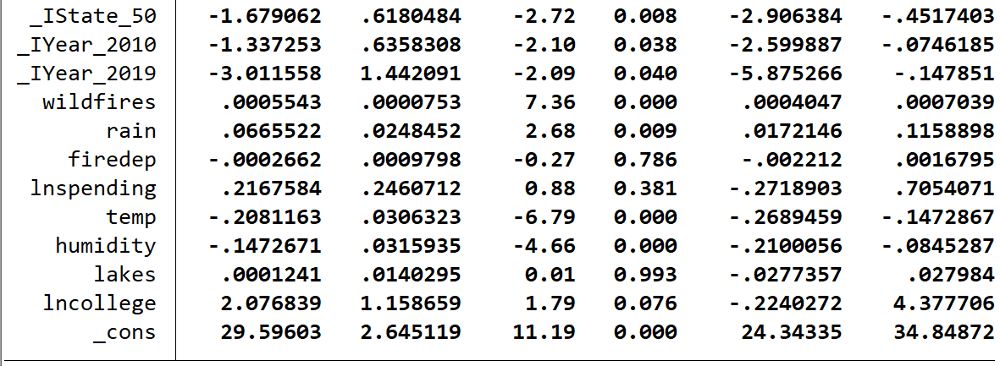 _IState_50 -1.679062 .6180484 -2.72 0.008 -2.906384 -.4517403
_IYear_2010 -1.337253 .6358308 -2.10 0.038 -2.599887 -.0746185
_IYear_2019 -3.011558 1.442091 -2.09 0.040 -5.875266 -.147851
wildfires .0005543 .0000753 7.36 0.000 .0004047 .0007039
rain .0665522 .0248452 2.68 0.009 .0172146 .1158898
firedep -.0002662 .0009798 -0.27 0.786 -.002212 .0016795
lnspending .2167584 .2460712 0.88 0.381 -.2718903 .7054071
temp -.2081163 .0306323 -6.79 0.000 -.2689459 -.1472867
humidity -.1472671 .0315935 -4.66 0.000 -.2100056 -.0845287
lakes .0001241 .0140295 0.01 0.993 -.0277357 .027984
lncollege 2.076839 1.158659 1.79 0.076 -.2240272 4.377706
_cons 29.59603 2.645119 11.19 0.000 24.34335 34.84872